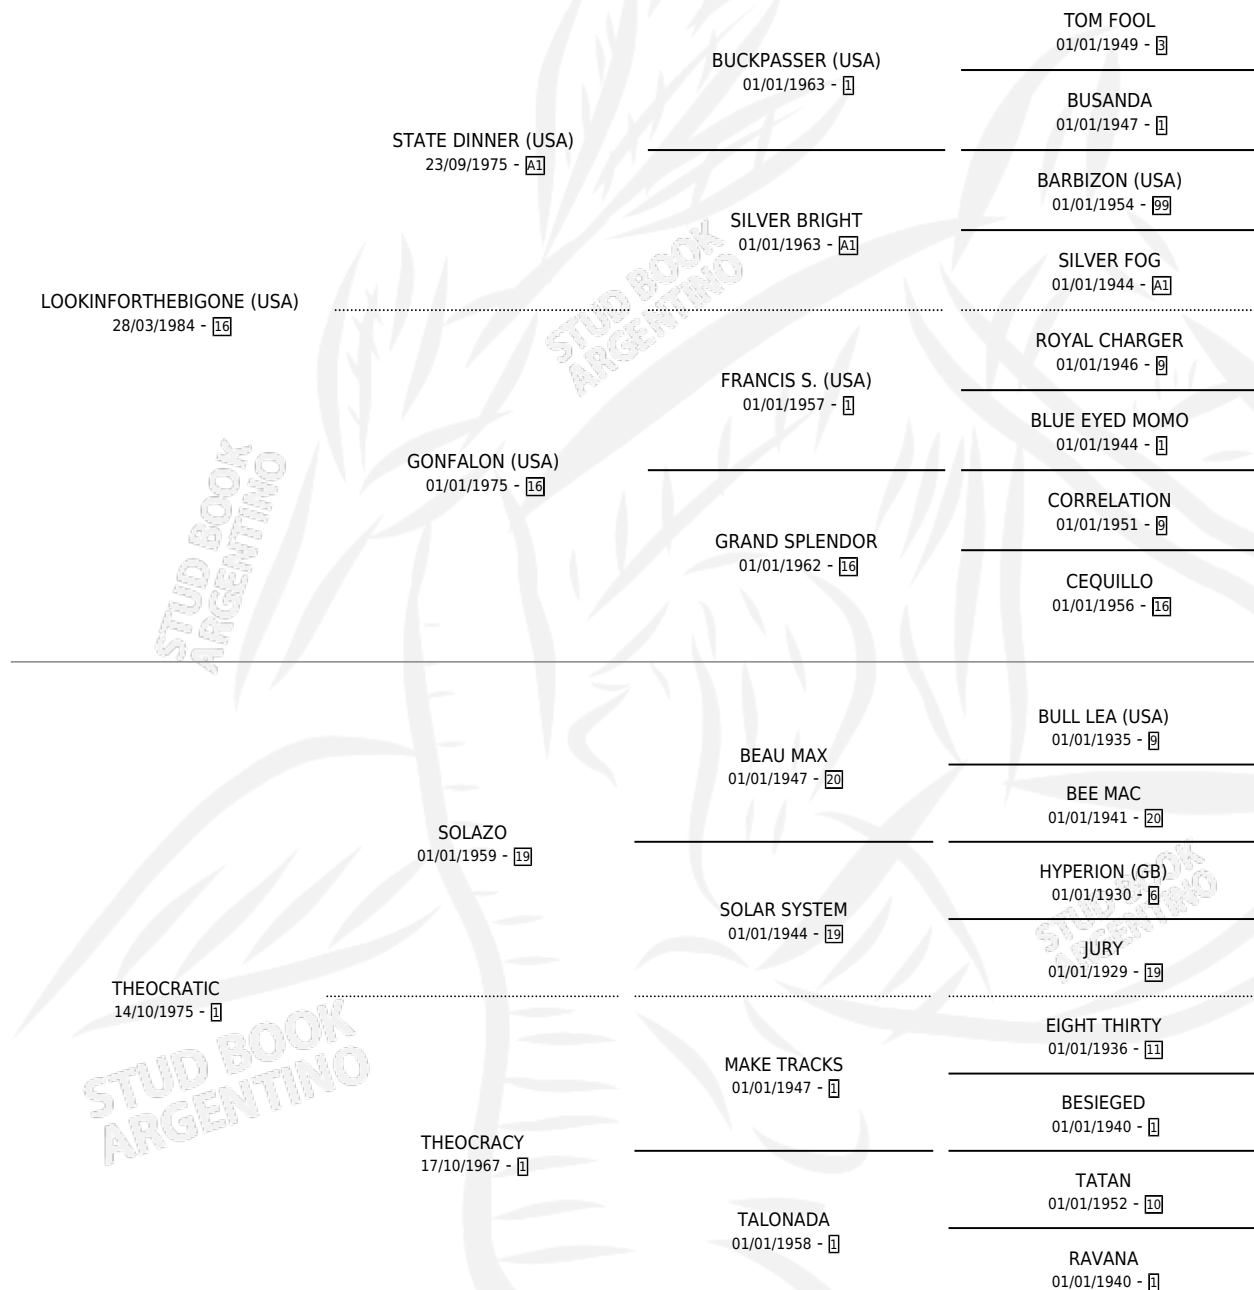 TOM FOOL
01/01/1949 - 3
BUCKPASSER (USA)
01/01/1963 - 1
BUSANDA
01/01/1947 - 1
STATE DINNER (USA)
23/09/1975 - A1
BARBIZON (USA)
01/01/1954 - 99
SILVER BRIGHT
01/01/1963 - A1
SILVER FOG
01/01/1944 - A1
LOOKINFORTHEBIGONE (USA)
28/03/1984 - 16
ROYAL CHARGER
01/01/1946 - 9
FRANCIS S. (USA)
01/01/1957 - 1
BLUE EYED MOMO
01/01/1944 - 1
GONFALON (USA)
01/01/1975 - 16
CORRELATION
01/01/1951 - 9
GRAND SPLENDOR
01/01/1962 - 16
CEQUILLO
01/01/1956 - 16
BULL LEA (USA)
01/01/1935 - 9
BEAU MAX
01/01/1947 - 20
BEE MAC
01/01/1941 - 20
SOLAZO
01/01/1959 - 19
HYPERION (GB)
01/01/1930 - 6
SOLAR SYSTEM
01/01/1944 - 19
JURY
01/01/1929 - 19
THEOCRATIC
14/10/1975 - 1
EIGHT THIRTY
01/01/1936 - 11
MAKE TRACKS
01/01/1947 - 1
BESIEGED
01/01/1940 - 1
THEOCRACY
17/10/1967 - 1
TATAN
01/01/1952 - 10
TALONADA
01/01/1958 - 1
RAVANA
01/01/1940 - 1
STUD BOOK
ARGENTINO
STUD BOOK
ARGENTINO
STUD BOOK
ARGENTINO
STUD BOOK
ARGENTINO